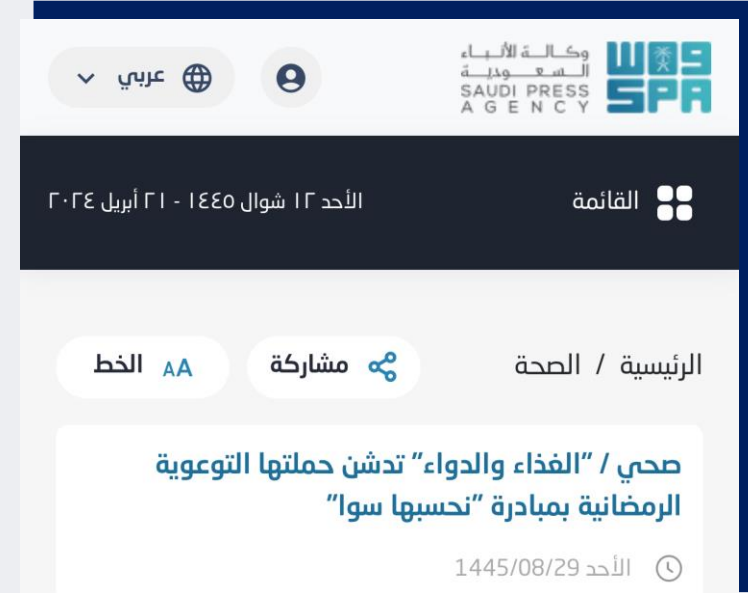 وكالة الأنباء
السعودية
SAUDI PRESS
AGENCY
واس
SPA
عربي
القائمة
الأحد ١٢ شوال ١٤٤٥ - ٢١ أبريل ٢٠٢٤
الرئيسية / الصحة
مشاركة
AA الخط
صحي / "الغذاء والدواء" تدشن حملتها التوعوية
الرمضانية بمبادرة "نحسبها سوا"
الأحد 1445/08/29